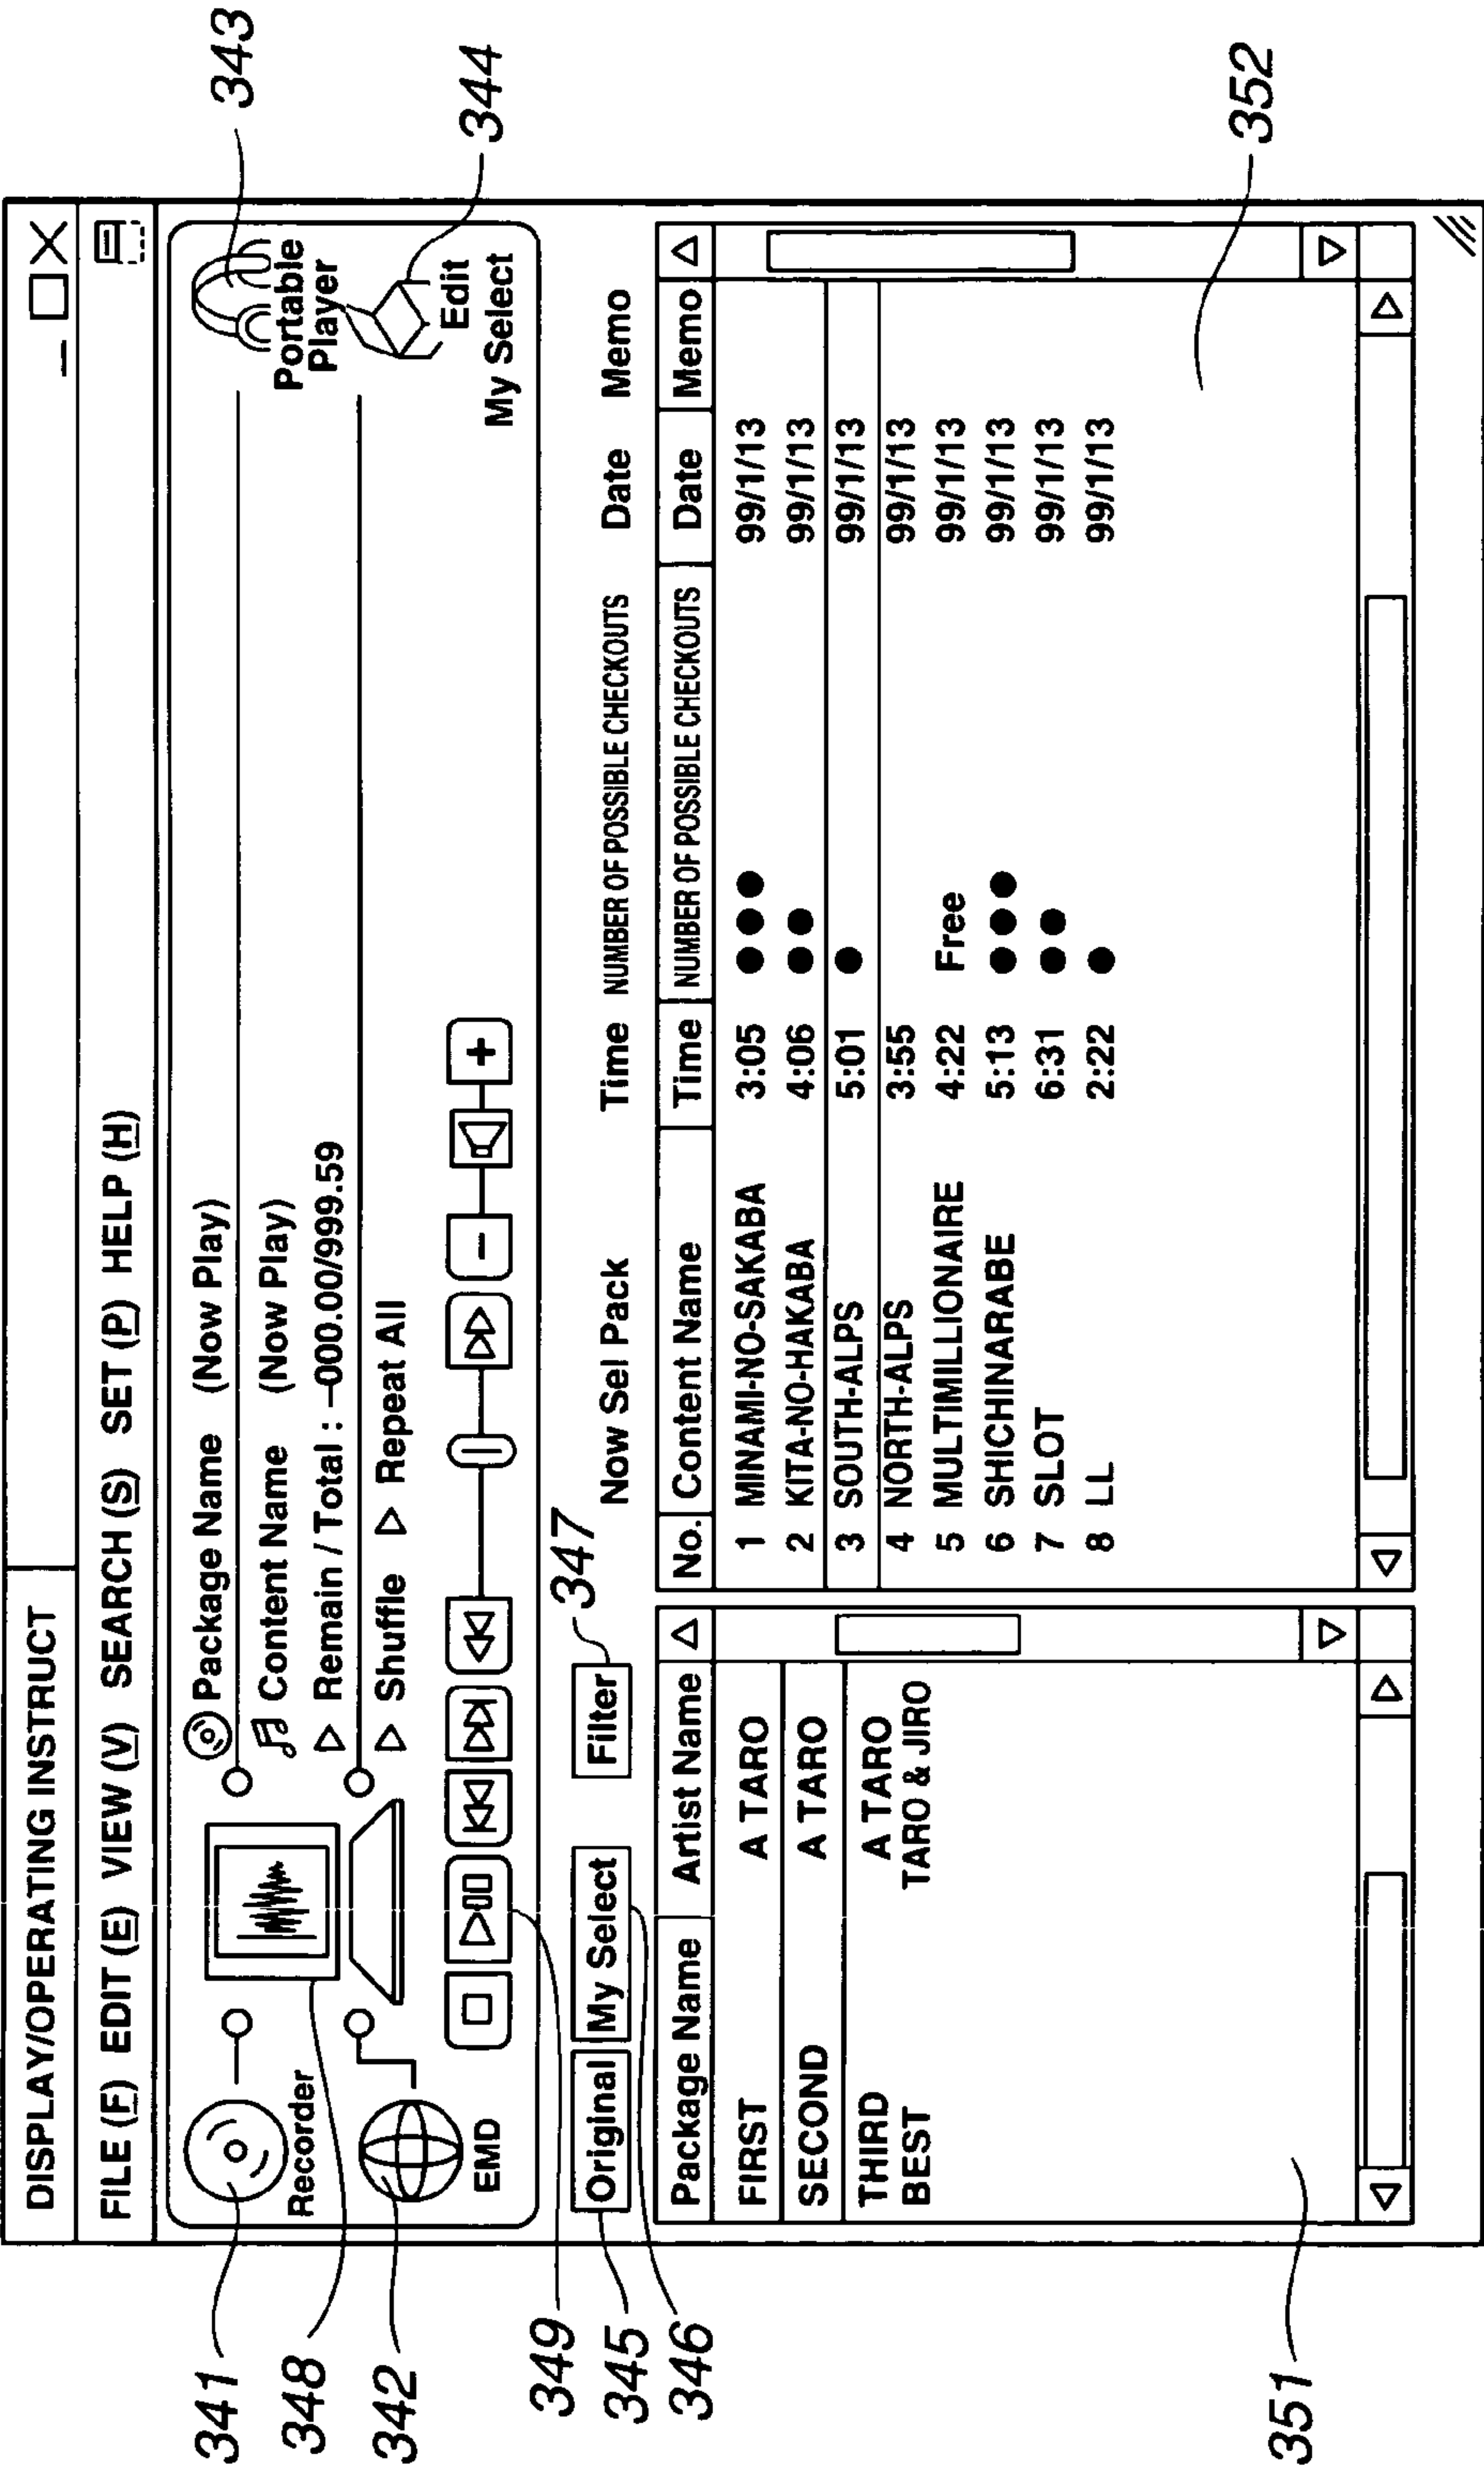 DISPLAY/OPERATING INSTRUCT
FILE (F) EDIT (E) VIEW (V) SEARCH (S) SET (P) HELP (H)
341
348
342
349
345
346
351
343
344
347
352
Recorder
EMD
Package Name (Now Play)
Content Name (Now Play)
Remain / Total : –000.00/999.59
Shuffle Repeat All
Portable
Player
Edit
My Select
Original My Select Filter
Now Sel Pack Time NUMBER OF POSSIBLE CHECKOUTS Date Memo
Package Name Artist Name
FIRST A TARO
SECOND A TARO
THIRD A TARO
BEST TARO & JIRO
No. Content Name Time NUMBER OF POSSIBLE CHECKOUTS Date Memo
1 MINAMI-NO-SAKABA 3:05 ●●● 99/1/13
2 KITA-NO-HAKABA 4:06 ●● 99/1/13
3 SOUTH-ALPS 5:01 ● 99/1/13
4 NORTH-ALPS 3:55 99/1/13
5 MULTIMILLIONAIRE 4:22 Free 99/1/13
6 SHICHINARABE 5:13 ●●● 99/1/13
7 SLOT 6:31 ●● 99/1/13
8 LL 2:22 ● 99/1/13